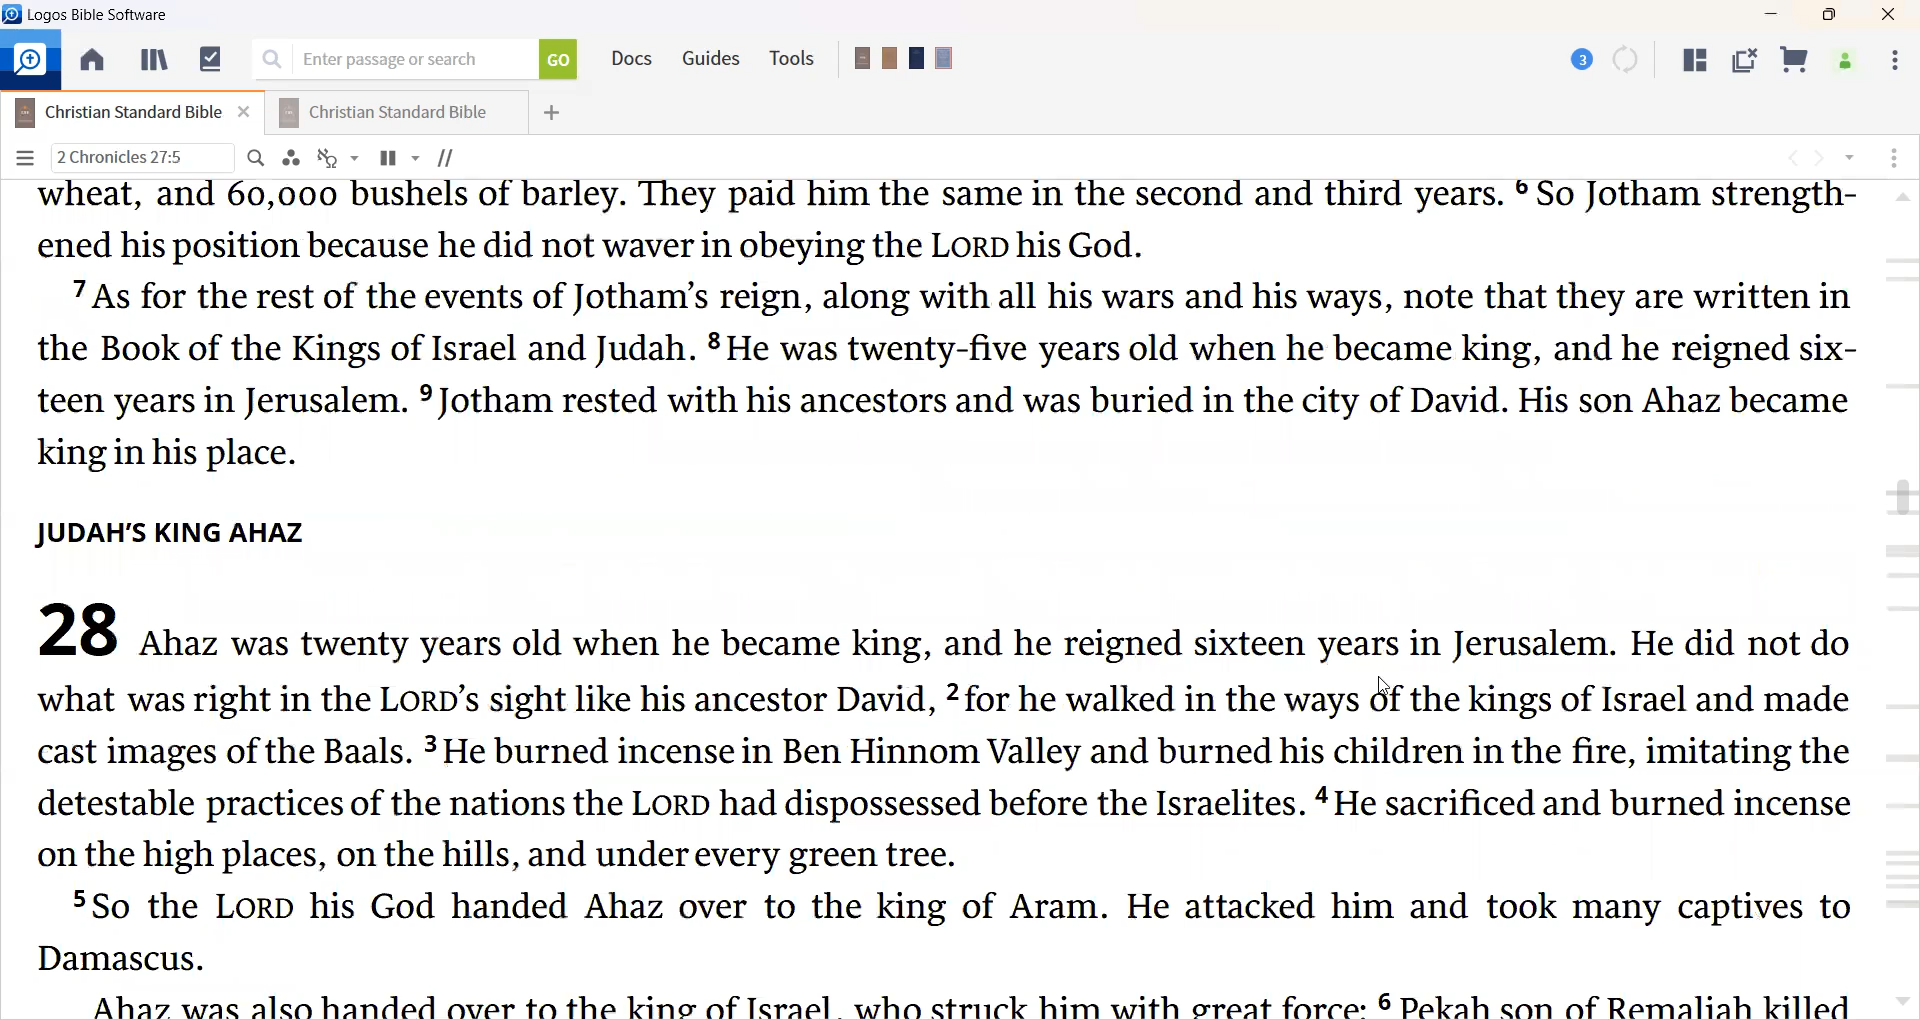 Logos Bible Software
Enter passage or search GO Docs Guides Tools 3
Christian Standard Bible Christian Standard Bible
2 Chronicles 27:5
wheat, and 60,000 bushels of barley. They paid him the same in the second and third years. 6 So Jotham strength-
ened his position because he did not waver in obeying the LORD his God.
7 As for the rest of the events of Jotham’s reign, along with all his wars and his ways, note that they are written in
the Book of the Kings of Israel and Judah. 8 He was twenty-five years old when he became king, and he reigned six-
teen years in Jerusalem. 9 Jotham rested with his ancestors and was buried in the city of David. His son Ahaz became
king in his place.
JUDAH’S KING AHAZ
28 Ahaz was twenty years old when he became king, and he reigned sixteen years in Jerusalem. He did not do
what was right in the LORD’s sight like his ancestor David, 2 for he walked in the ways of the kings of Israel and made
cast images of the Baals. 3 He burned incense in Ben Hinnom Valley and burned his children in the fire, imitating the
detestable practices of the nations the LORD had dispossessed before the Israelites. 4 He sacrificed and burned incense
on the high places, on the hills, and under every green tree.
5 So the LORD his God handed Ahaz over to the king of Aram. He attacked him and took many captives to
Damascus.
Ahaz was also handed over to the king of Israel, who struck him with great force: 6 Pekah son of Remaliah killed